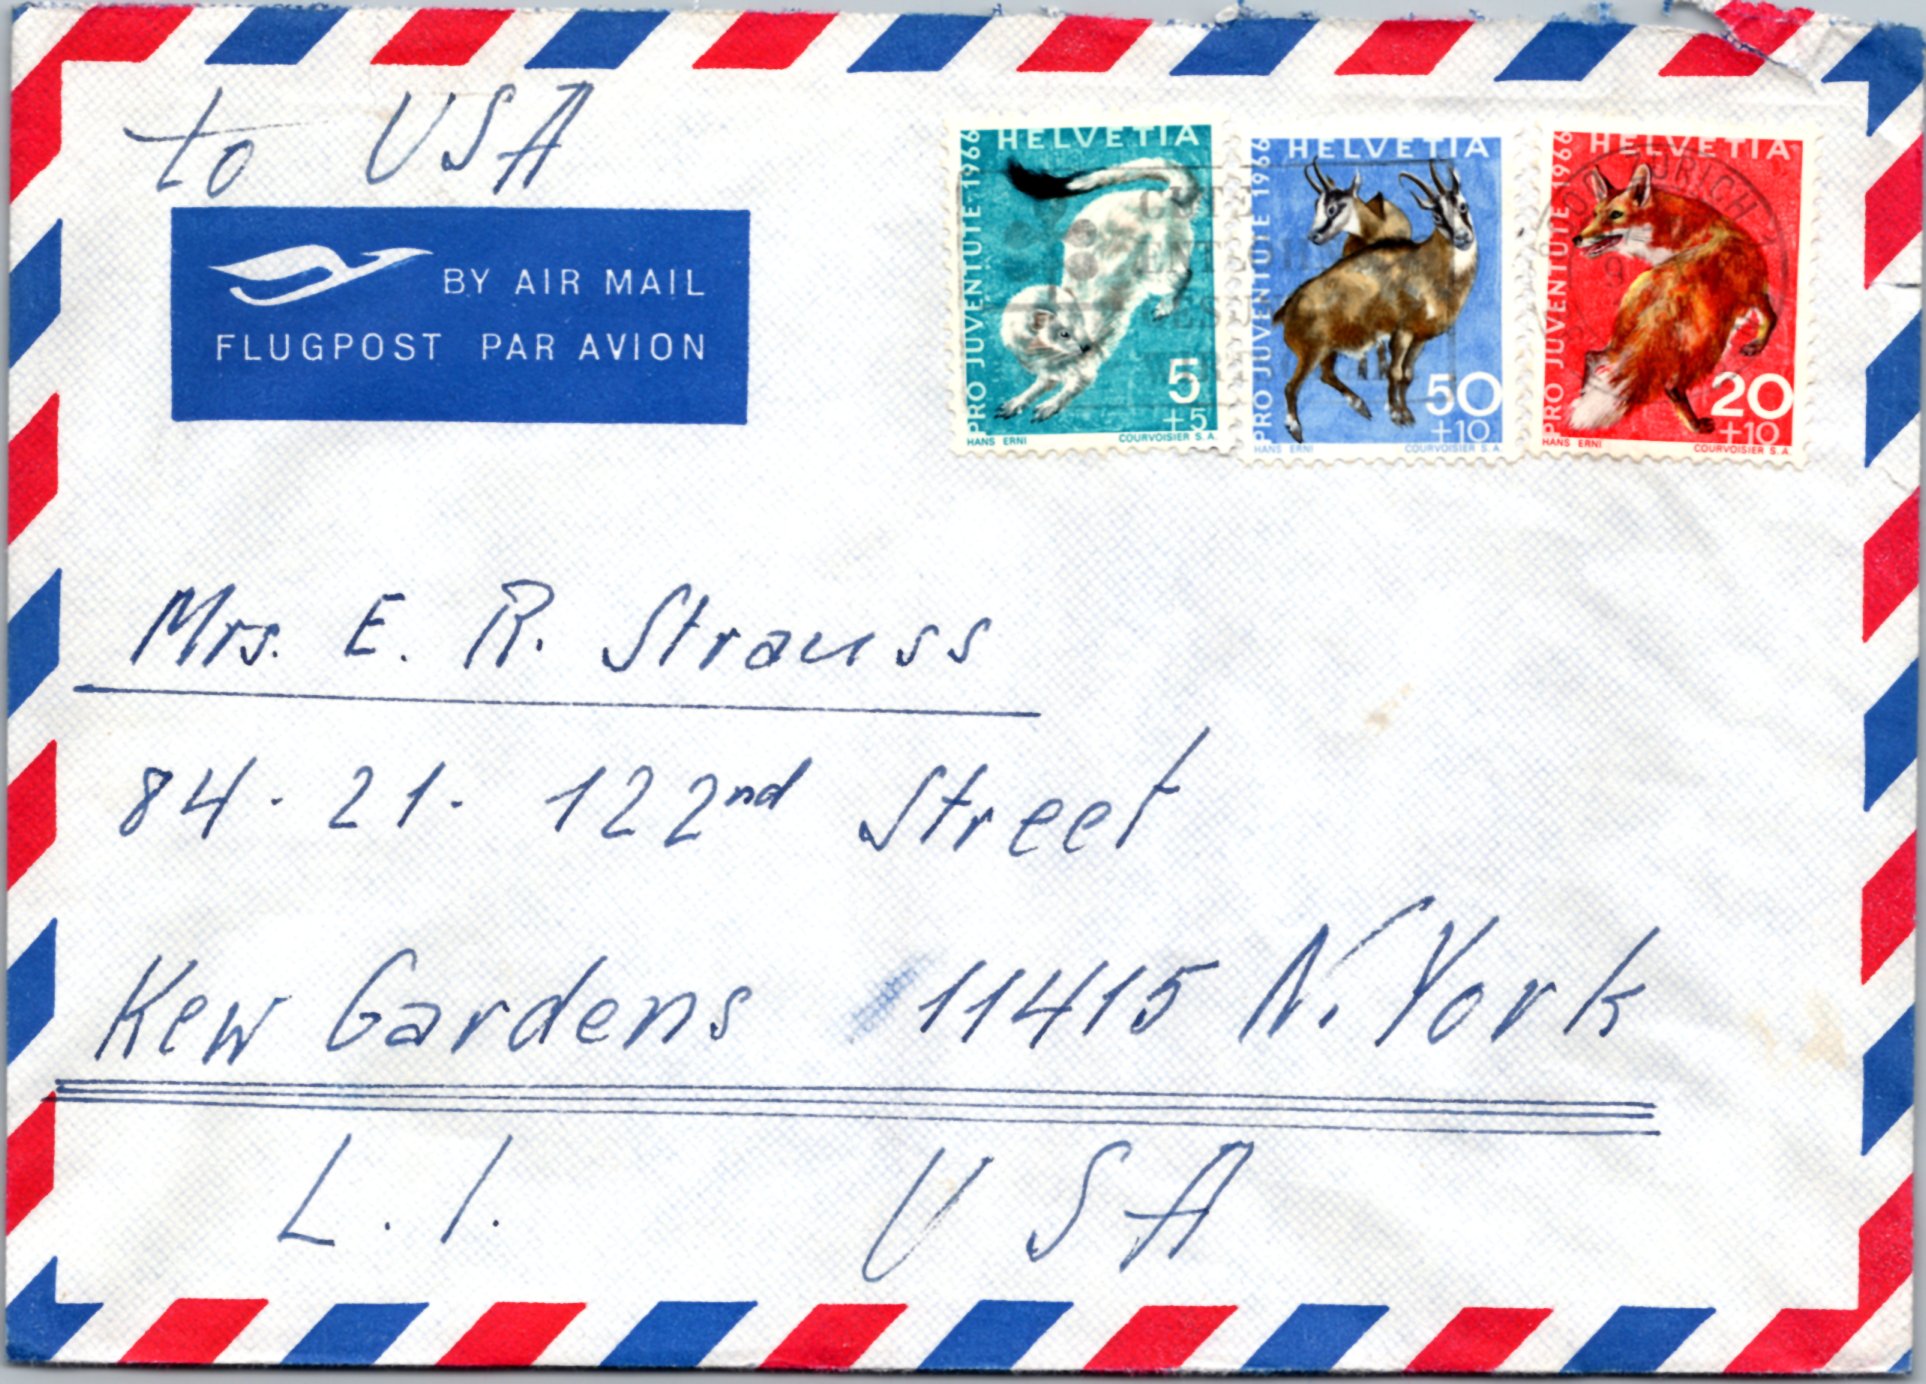 to USA
BY AIR MAIL
FLUGPOST PAR AVION
HELVETIA
PRO JUVENTUTE 1966
5
+5
HANS ERNI COURVOISIER S.A.
HELVETIA
PRO JUVENTUTE 1966
50
+10
HANS ERNI COURVOISIER S.A.
HELVETIA
PRO JUVENTUTE 1966
20
+10
HANS ERNI COURVOISIER S.A.
ZÜRICH
Mrs. E. R. Strauss
84-21-122nd Street
Kew Gardens 11415 N. York
L. I. USA